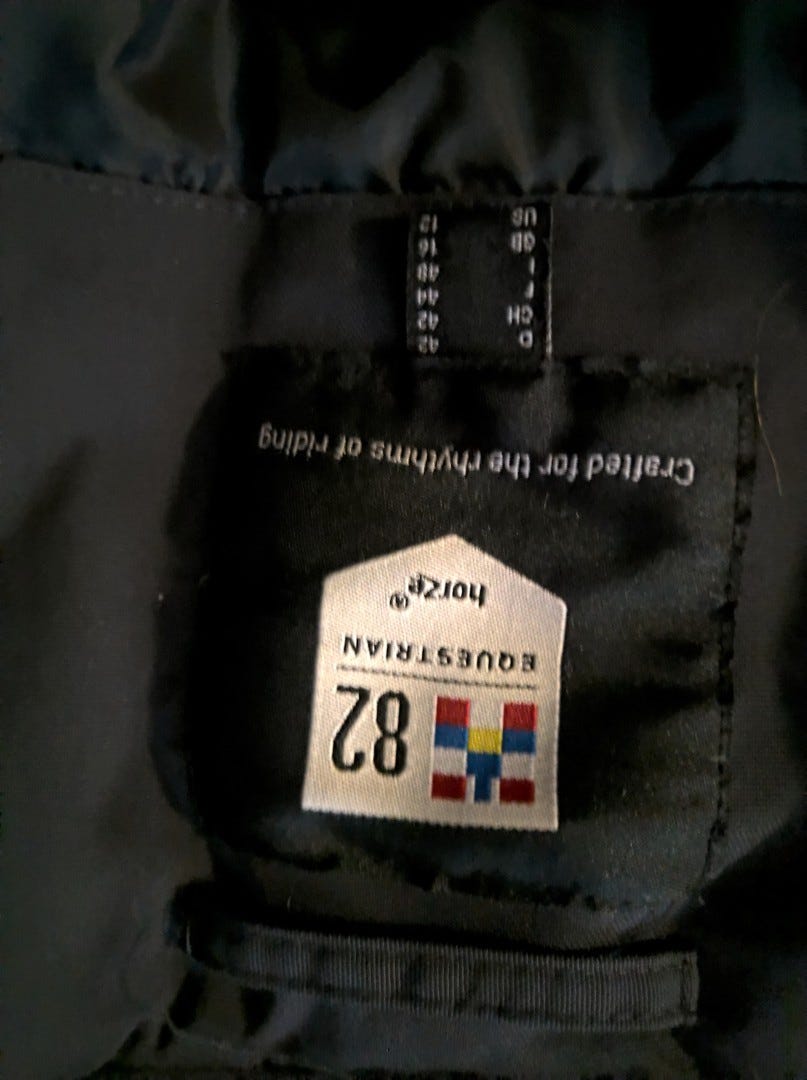 82
EQUESTRIAN
horze®
Crafted for the rhythms of riding
D 42
CH 42
F 44
I 48
GB 16
US 12